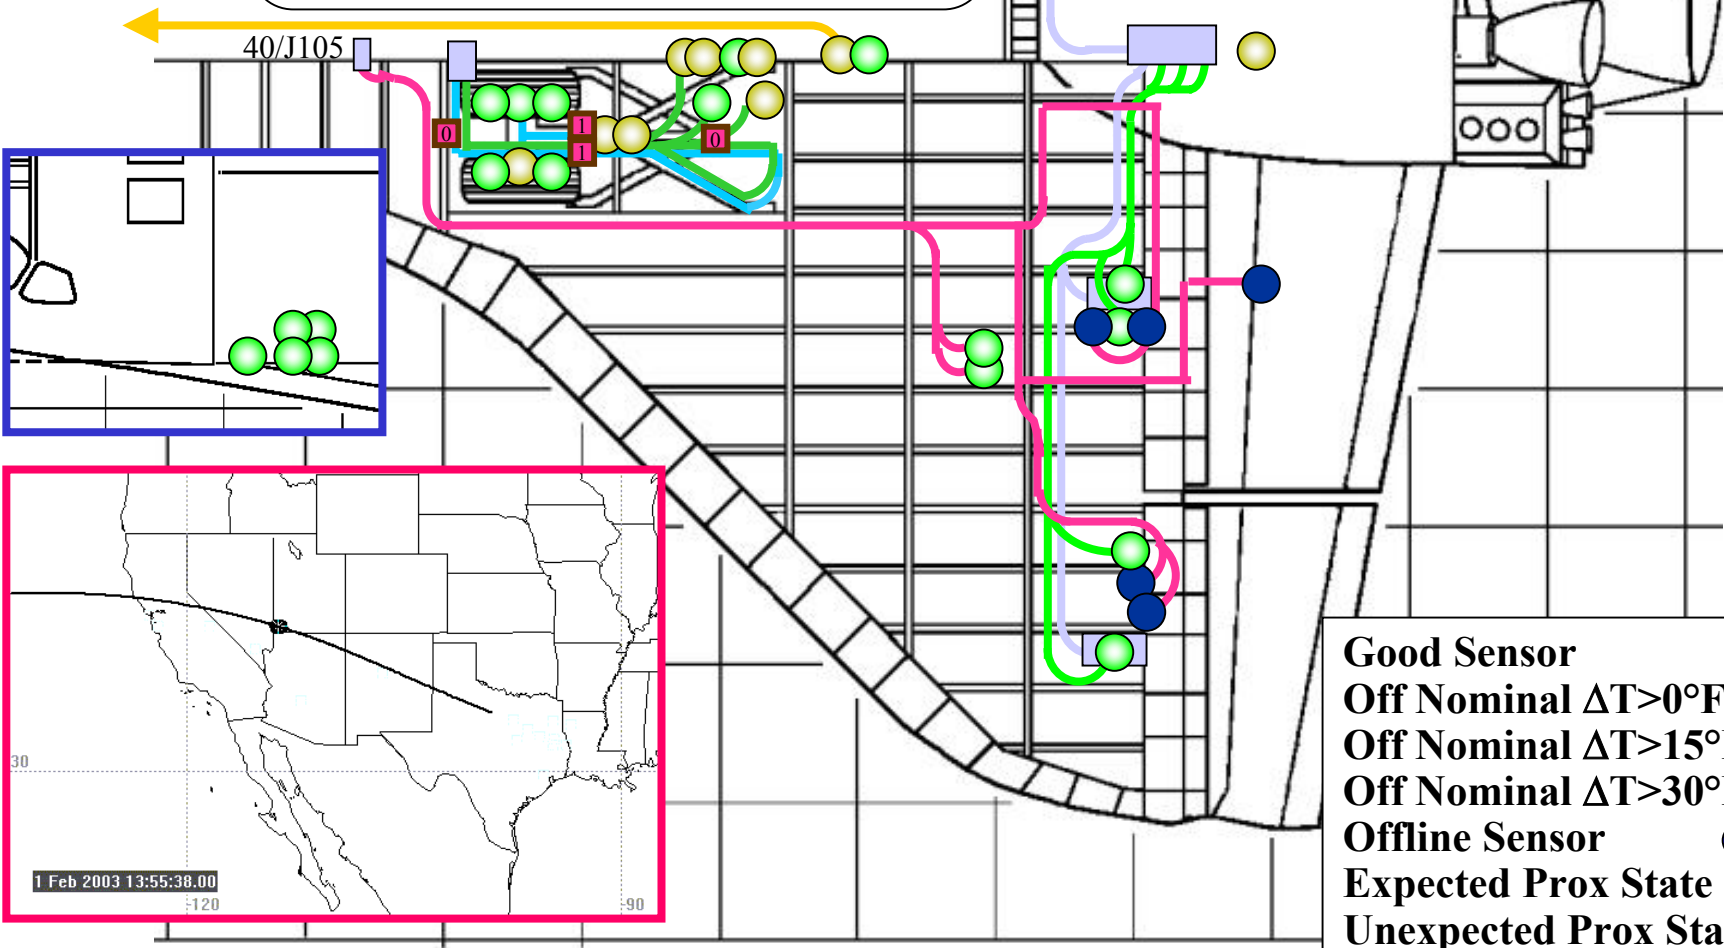 40/J105
0
1
1
0
30
1 Feb 2003 13:55:38.00
-120
-90
Good Sensor
Off Nominal ΔT>0°F
Off Nominal ΔT>15°
Off Nominal ΔT>30°
Offline Sensor
Expected Prox State
Unexpected Prox Sta